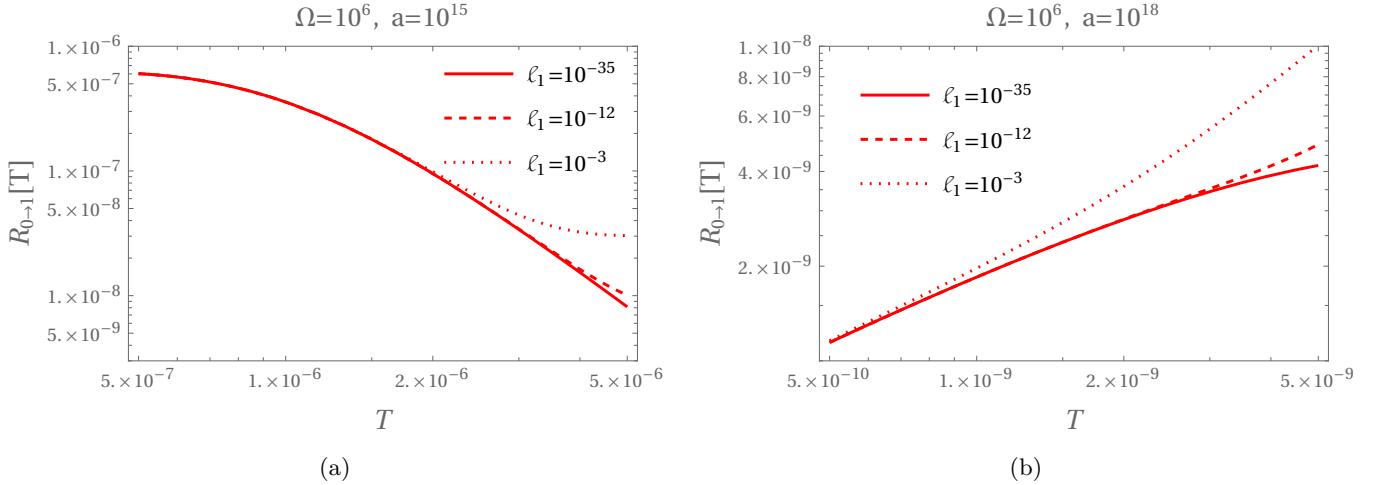 Ω=10⁶, a=10¹⁵
1.×10⁻⁶
5.×10⁻⁷
1.×10⁻⁷
5.×10⁻⁸
1.×10⁻⁸
5.×10⁻⁹
R₀→₁[T]
ℓ₁=10⁻³⁵
ℓ₁=10⁻¹²
ℓ₁=10⁻³
5.×10⁻⁷ 1.×10⁻⁶ 2.×10⁻⁶ 5.×10⁻⁶
T
(a)
Ω=10⁶, a=10¹⁸
1.×10⁻⁸
8.×10⁻⁹
6.×10⁻⁹
4.×10⁻⁹
2.×10⁻⁹
R₀→₁[T]
ℓ₁=10⁻³⁵
ℓ₁=10⁻¹²
ℓ₁=10⁻³
5.×10⁻¹⁰ 1.×10⁻⁹ 2.×10⁻⁹ 5.×10⁻⁹
T
(b)